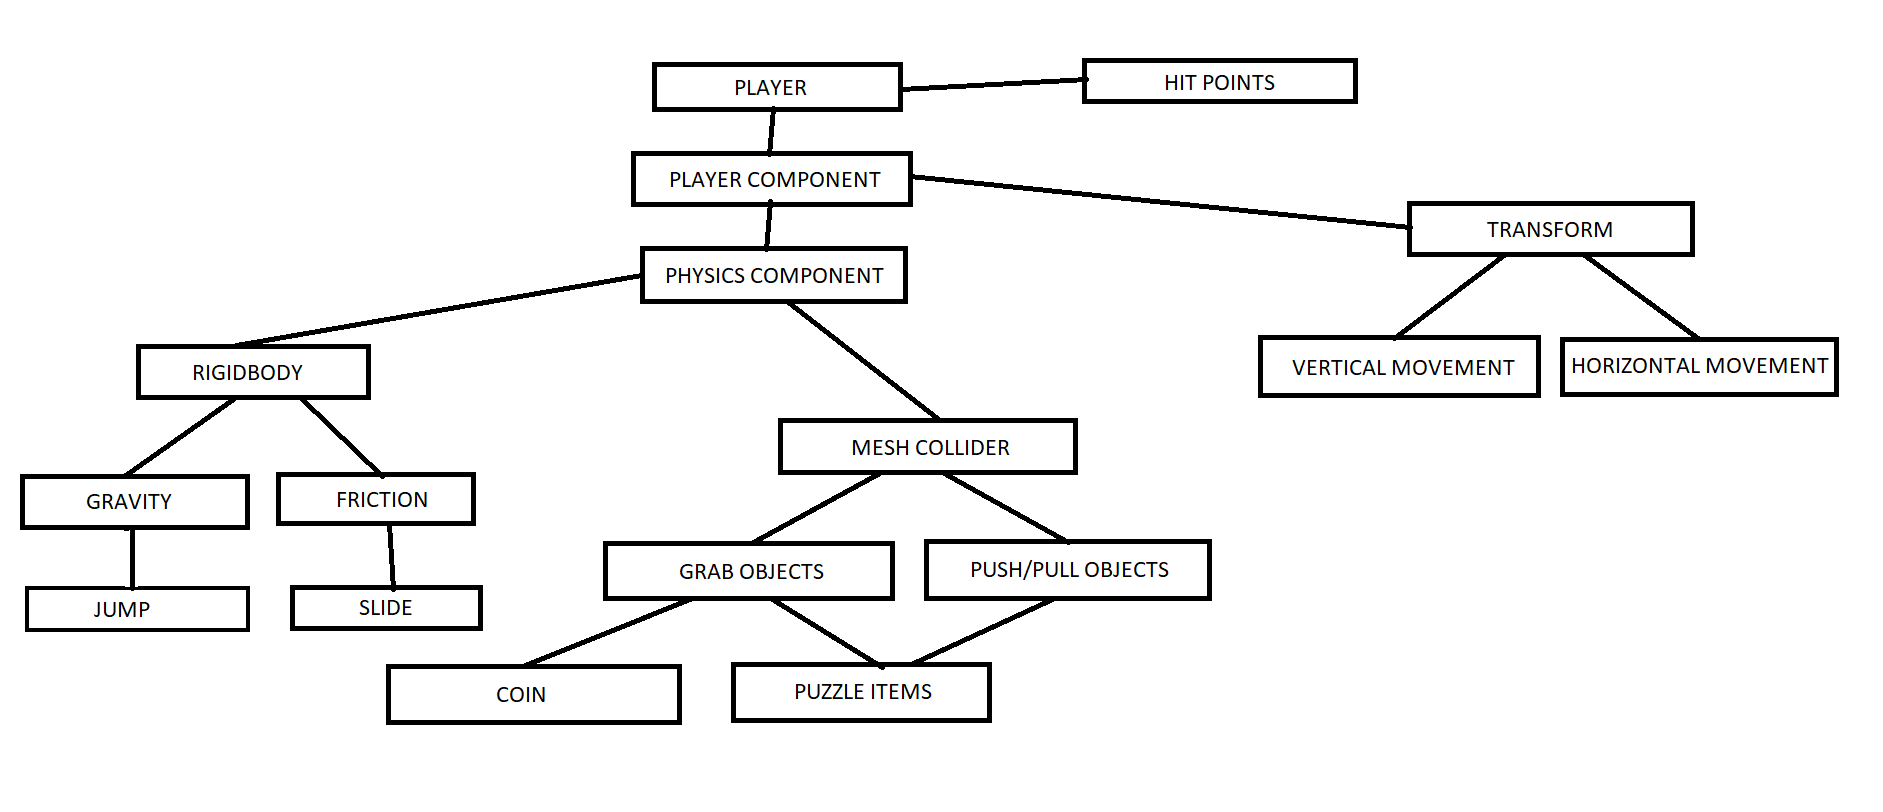 PLAYER
HIT POINTS
PLAYER COMPONENT
TRANSFORM
PHYSICS COMPONENT
RIGIDBODY
VERTICAL MOVEMENT
HORIZONTAL MOVEMENT
MESH COLLIDER
GRAVITY
FRICTION
GRAB OBJECTS
PUSH/PULL OBJECTS
JUMP
SLIDE
COIN
PUZZLE ITEMS